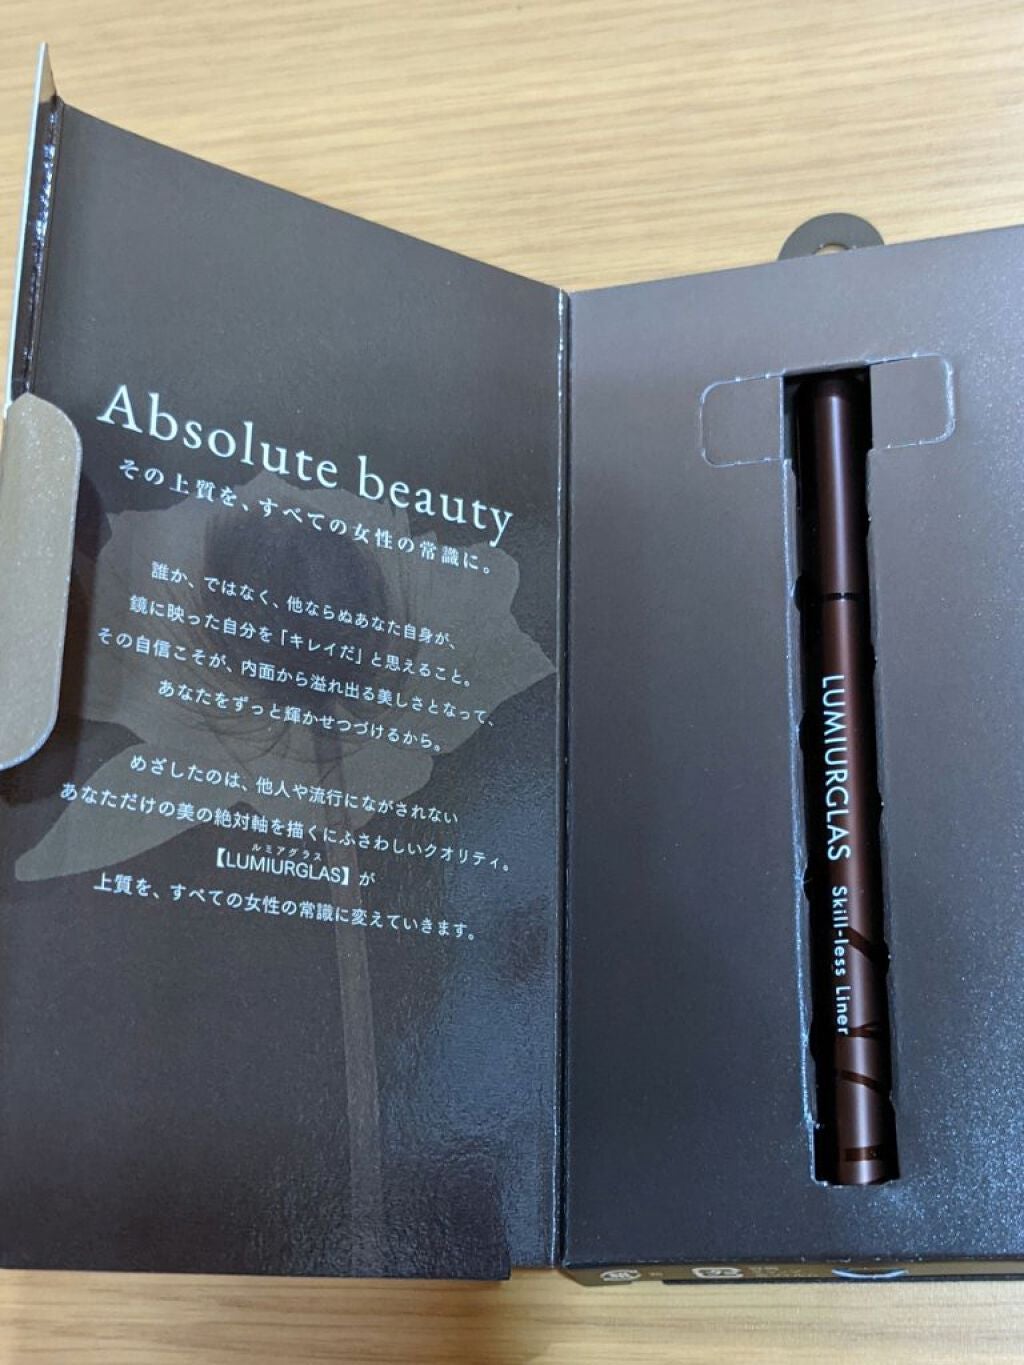 Absolute beauty
その上質を、すべての女性の常識に。
誰か、ではなく、他ならぬあなた自身が、
鏡に映った自分を「キレイだ」と思えること。
その自信こそが、内面から溢れ出る美しさとなって、
あなたをずっと輝かせつづけるから。
めざしたのは、他人や流行にながされない
あなただけの美の絶対軸を描くにふさわしいクオリティ。
ルミアグラス
【LUMIURGLAS】が
上質を、すべての女性の常識に変えていきます。
LUMIURGLAS Skill-less Liner